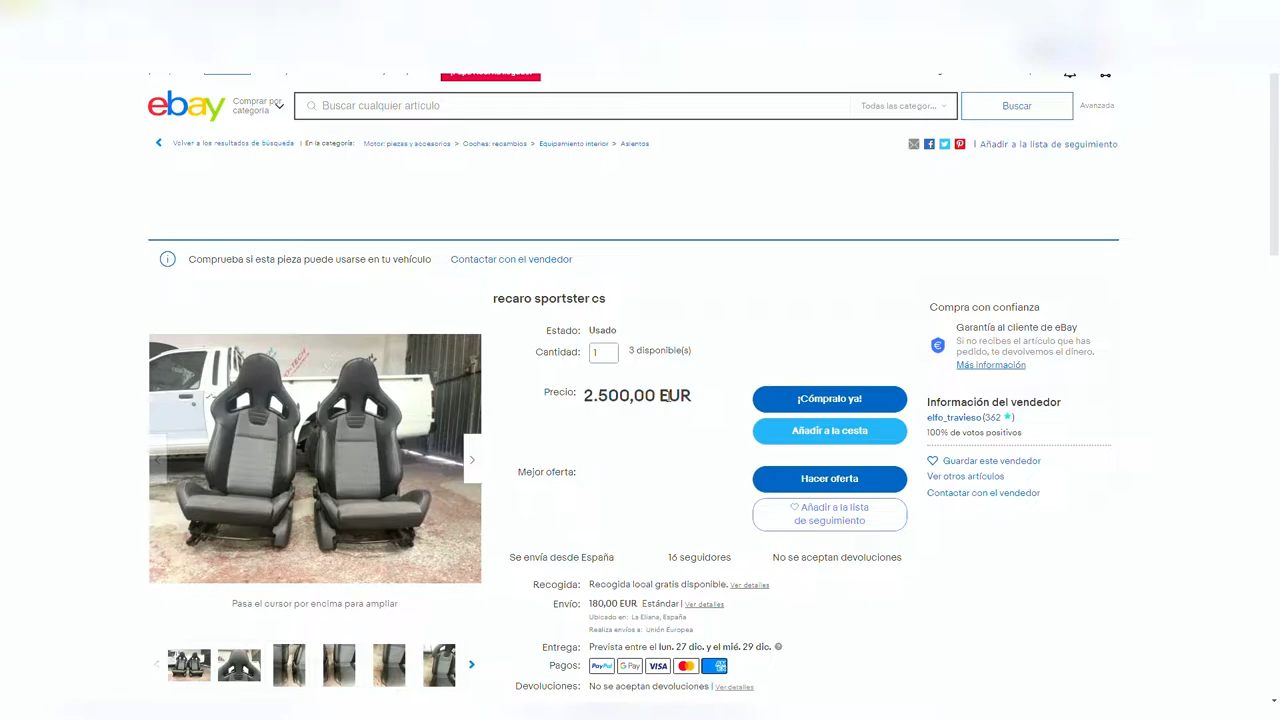 ebay
Comprar por
categoría
Buscar cualquier artículo
Todas las categor...
Buscar
Avanzada
Volver a los resultados de búsqueda | En la categoría: Motor: piezas y accesorios > Coches: recambios > Equipamiento interior > Asientos
| Añadir a la lista de seguimiento
Comprueba si esta pieza puede usarse en tu vehículo Contactar con el vendedor
recaro sportster cs
Estado: Usado
Cantidad: 1 3 disponible(s)
Precio: 2.500,00 EUR
¡Cómpralo ya!
Añadir a la cesta
Mejor oferta:
Hacer oferta
Añadir a la lista
de seguimiento
Se envía desde España 16 seguidores No se aceptan devoluciones
Recogida: Recogida local gratis disponible. Ver detalles
Envío: 180,00 EUR Estándar | Ver detalles
Ubicado en: La Eliana, España
Realiza envíos a: Unión Europea
Entrega: Prevista entre el lun. 27 dic. y el mié. 29 dic.
Pagos: PayPal G Pay VISA
Devoluciones: No se aceptan devoluciones | Ver detalles
Compra con confianza
Garantía al cliente de eBay
Si no recibes el artículo que has
pedido, te devolvemos el dinero.
Más información
Información del vendedor
elfo_travieso (362 )
100% de votos positivos
Guardar este vendedor
Ver otros artículos
Contactar con el vendedor
Pasa el cursor por encima para ampliar